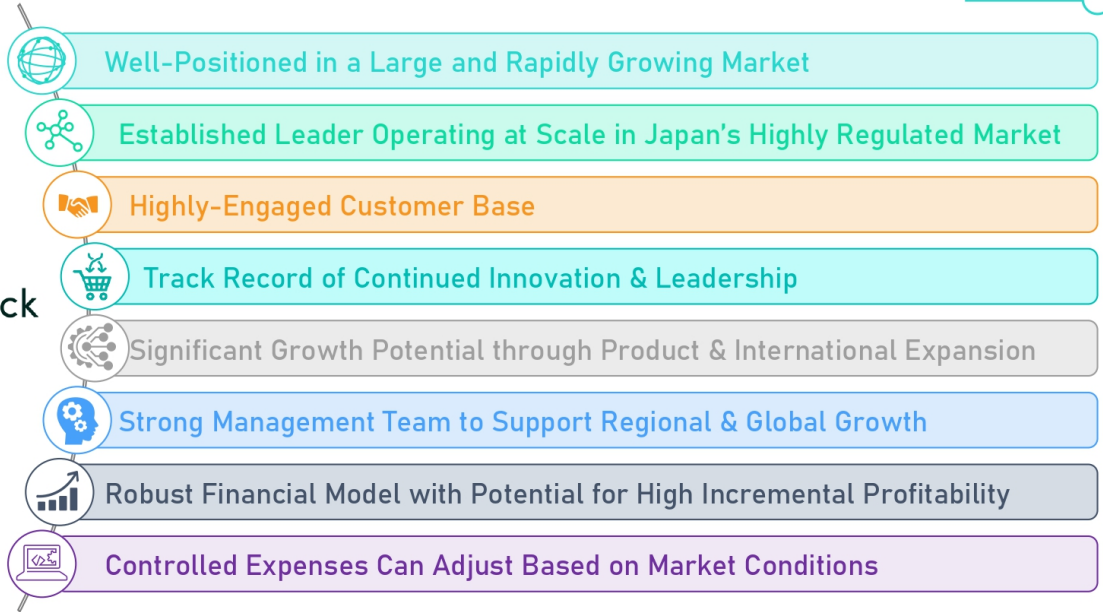 Well-Positioned in a Large and Rapidly Growing Market
Established Leader Operating at Scale in Japan's Highly Regulated Market
Highly-Engaged Customer Base
Track Record of Continued Innovation & Leadership
ck
Significant Growth Potential through Product & International Expansion
Strong Management Team to Support Regional & Global Growth
Robust Financial Model with Potential for High Incremental Profitability
Controlled Expenses Can Adjust Based on Market Conditions